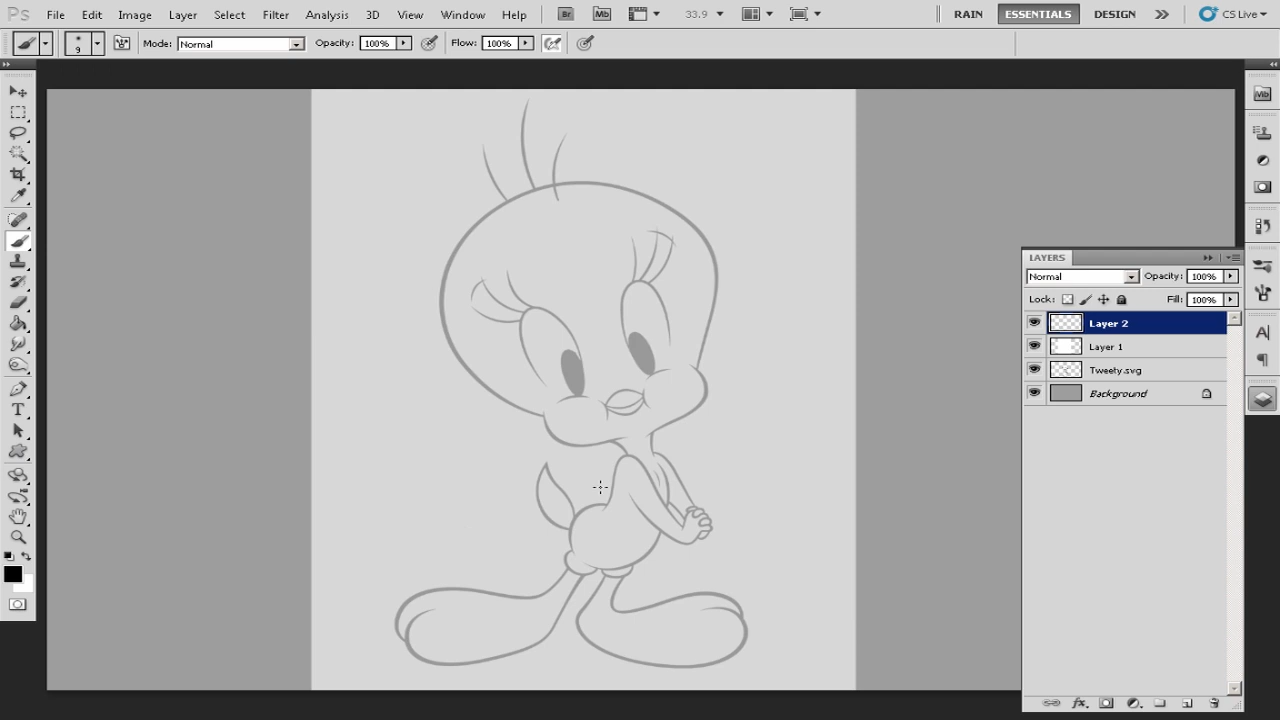 Ps File Edit Image Layer Select Filter Analysis 3D View Window Help Br Mb 33.9 RAIN ESSENTIALS DESIGN CS Live
9 Mode: Normal Opacity: 100% Flow: 100%
Mb
LAYERS
Normal Opacity: 100%
Lock: Fill: 100%
Layer 2
Layer 1
Tweety.svg
Background
A
T
fx